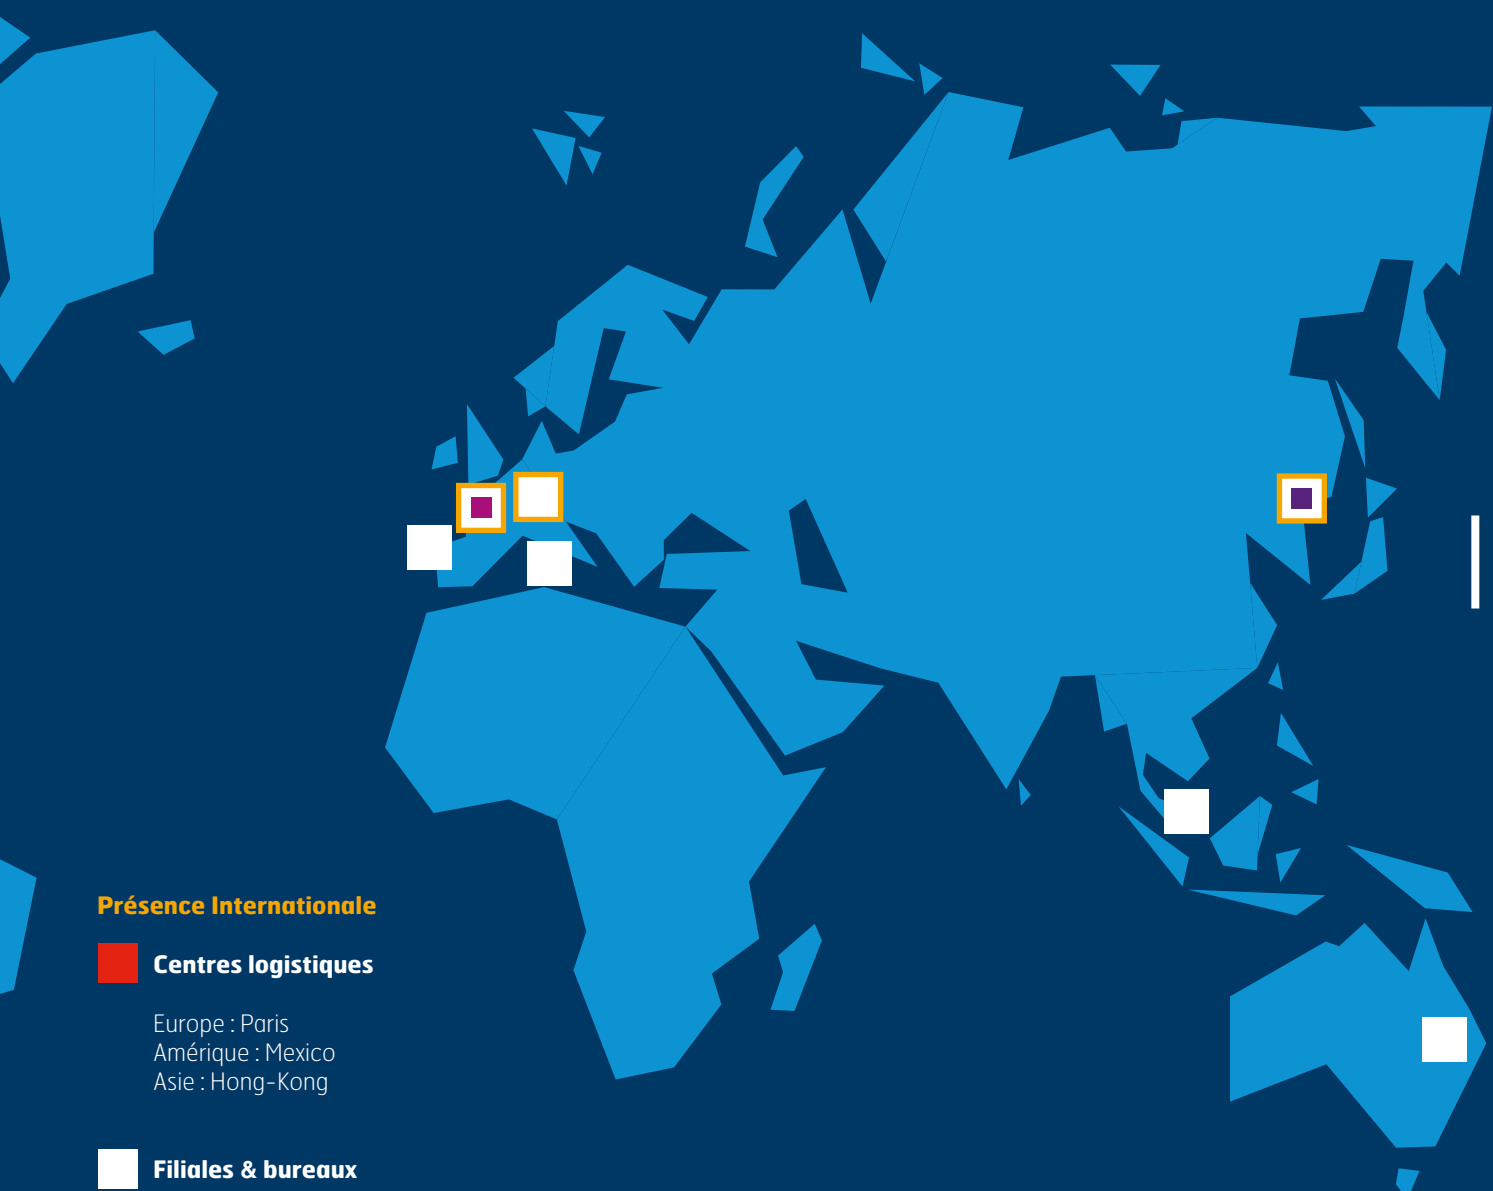 Présence Internationale
Centres logistiques
Europe : Paris
Amérique : Mexico
Asie : Hong-Kong
Filiales & bureaux